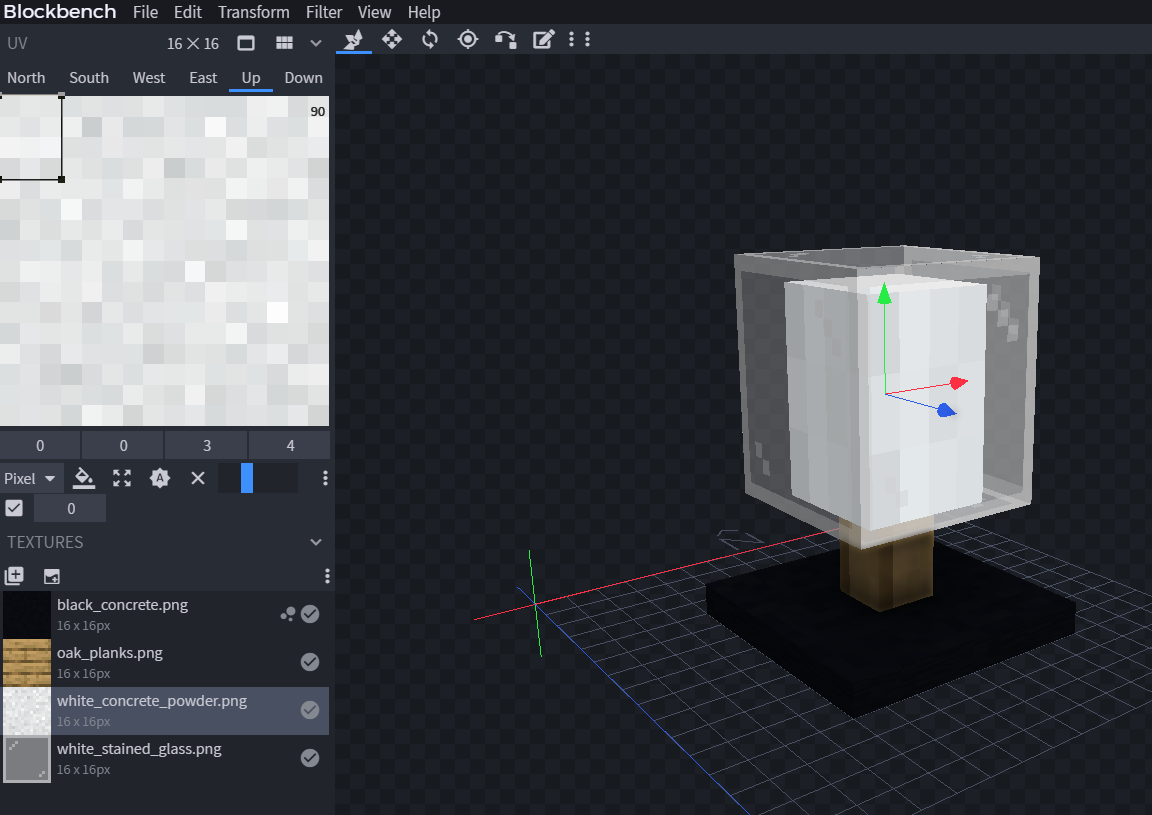 Blockbench File Edit Transform Filter View Help
UV 16 × 16
North South West East Up Down
90
0 0 3 4
Pixel
0
TEXTURES
black_concrete.png
16 x 16px
oak_planks.png
16 x 16px
white_concrete_powder.png
16 x 16px
white_stained_glass.png
16 x 16px